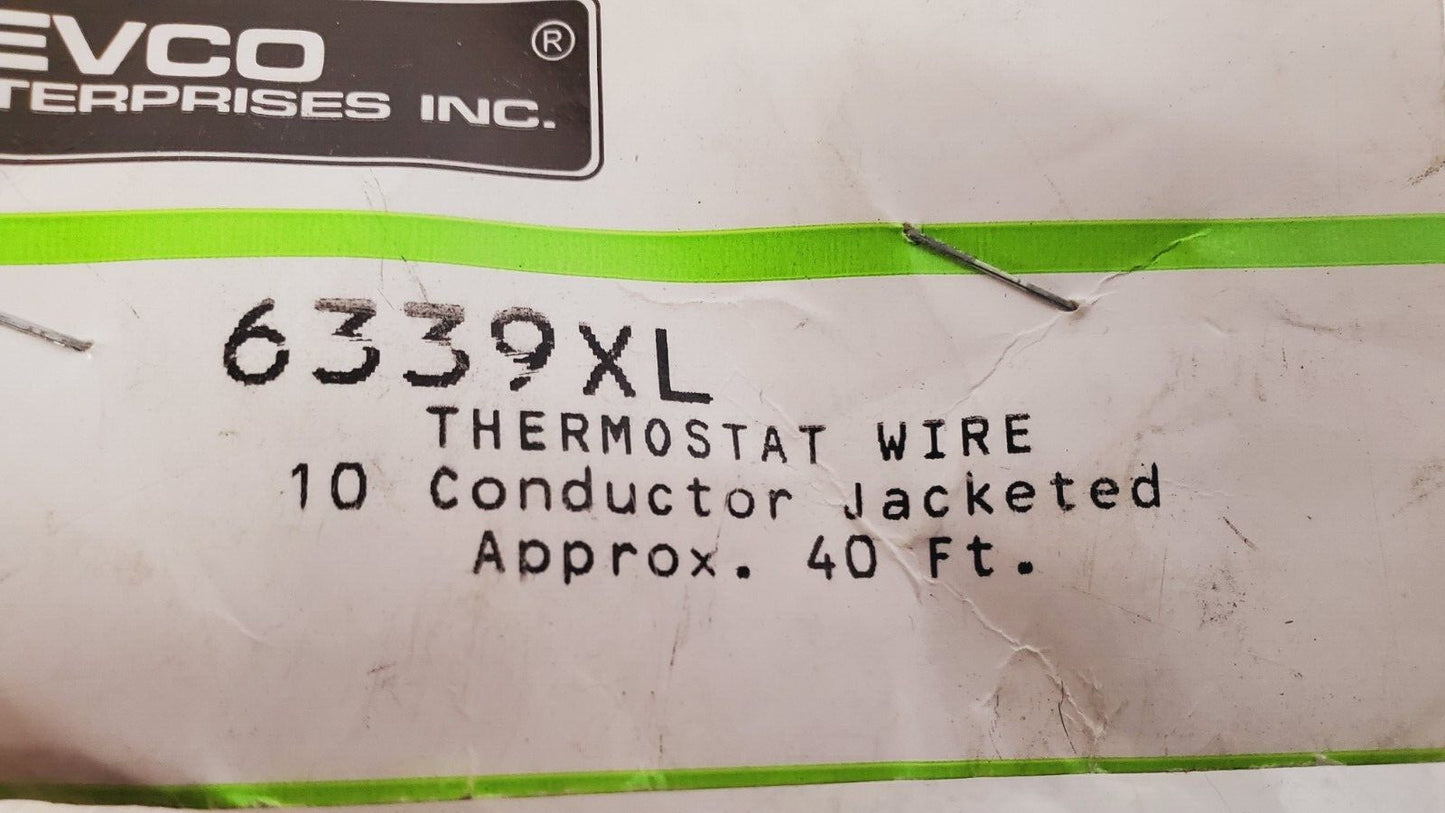 EVCO ®
TERPRISES INC.
6339XL
THERMOSTAT WIRE
10 Conductor Jacketed
Approx. 40 Ft.